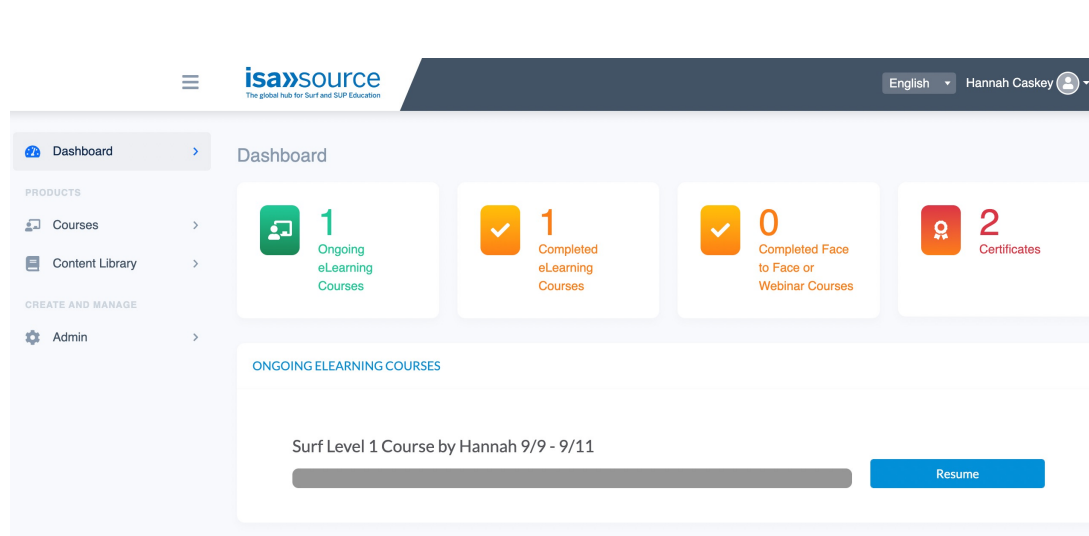 isa»source
The global hub for Surf and SUP Education
English
Hannah Caskey
Dashboard
PRODUCTS
Courses
Content Library
CREATE AND MANAGE
Admin
Dashboard
1
Ongoing
eLearning
Courses
1
Completed
eLearning
Courses
0
Completed Face
to Face or
Webinar Courses
2
Certificates
ONGOING ELEARNING COURSES
Surf Level 1 Course by Hannah 9/9 - 9/11
Resume